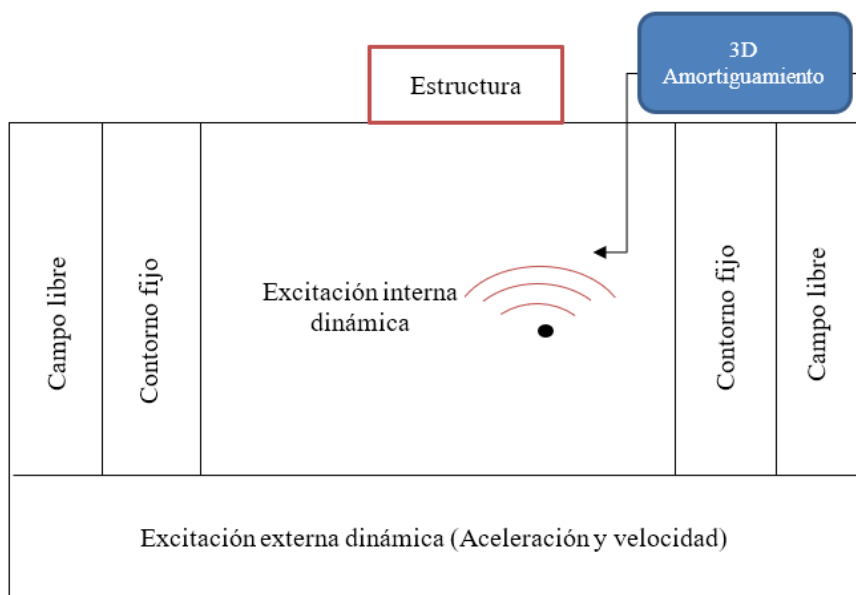 3D
Amortiguamiento
Estructura
Campo libre
Contorno fijo
Excitación interna
dinámica
Contorno fijo
Campo libre
Excitación externa dinámica (Aceleración y velocidad)